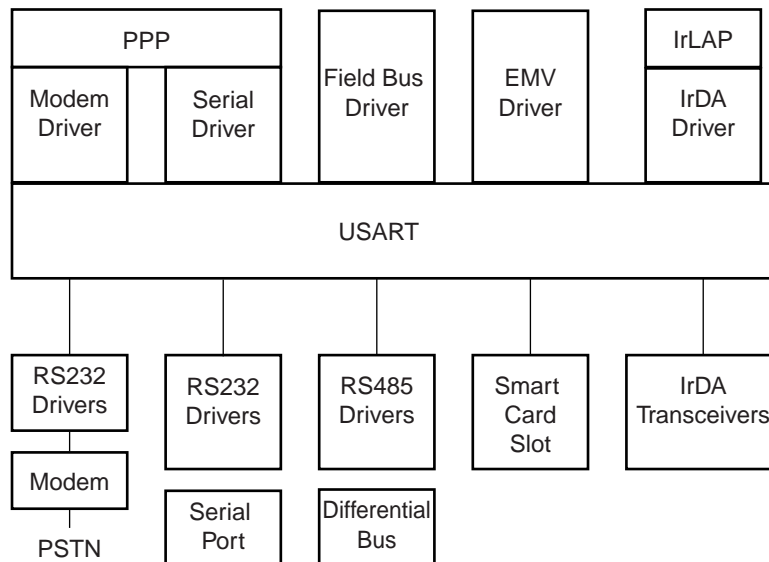 PPP
IrLAP
Modem
Driver
Serial
Driver
Field Bus
Driver
EMV
Driver
IrDA
Driver
USART
RS232
Drivers
RS232
Drivers
RS485
Drivers
Smart
Card
Slot
IrDA
Transceivers
Modem
Serial
Port
Differential
Bus
PSTN